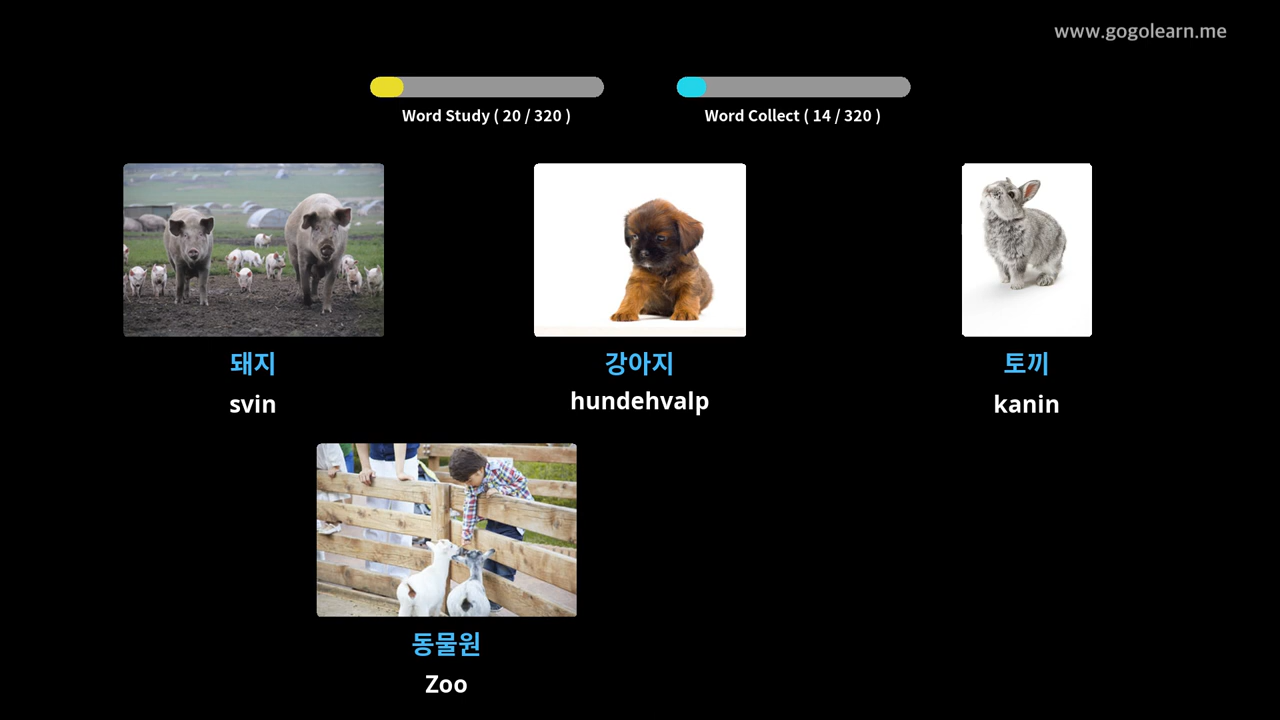 www.gogolearn.me
Word Study ( 20 / 320 )
Word Collect ( 14 / 320 )
돼지
강아지
토끼
svin
hundehvalp
kanin
동물원
Zoo